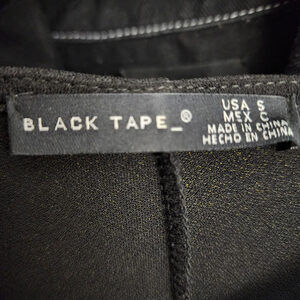 BLACK TAPE_®
USA S
MEX C
MADE IN CHINA
HECHO EN CHINA